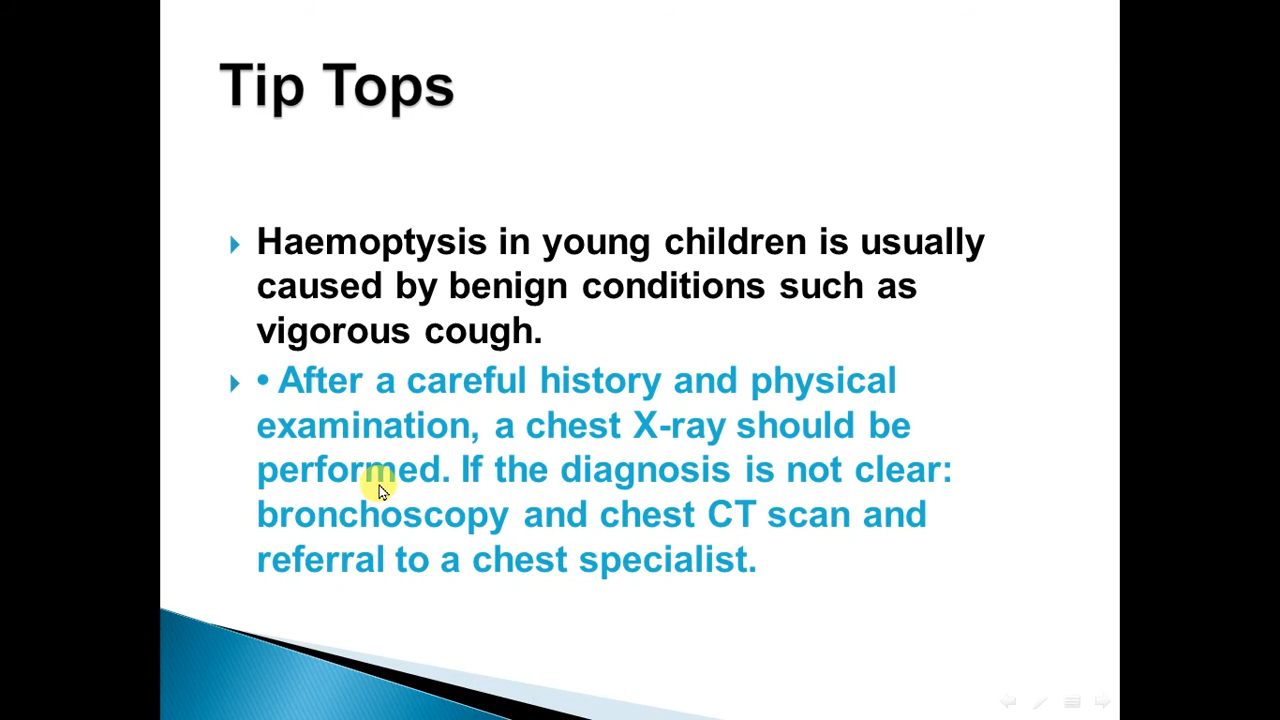 Tip Tops
Haemoptysis in young children is usually
caused by benign conditions such as
vigorous cough.
• After a careful history and physical
examination, a chest X-ray should be
performed. If the diagnosis is not clear:
bronchoscopy and chest CT scan and
referral to a chest specialist.